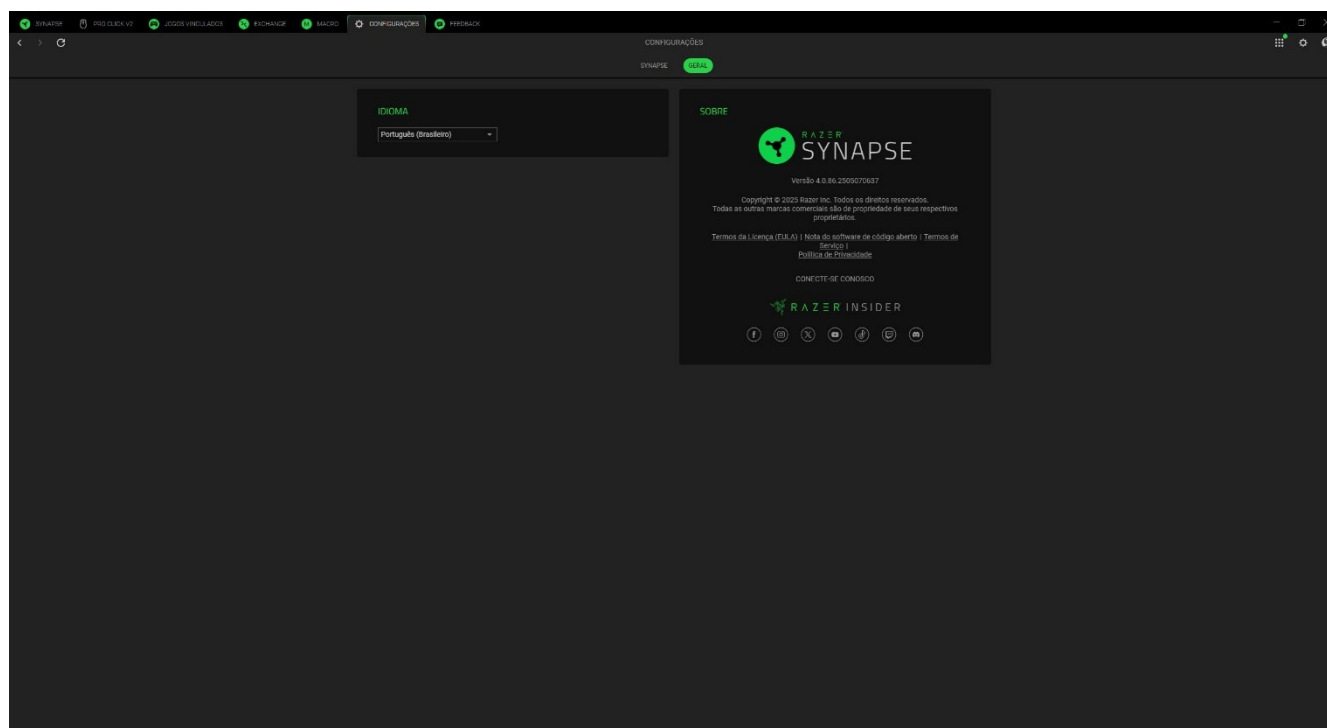 SYNAPSE PRO CLICK V2 JOGOS VINCULADOS EXCHANGE MACRO CONFIGURAÇÕES FEEDBACK
CONFIGURAÇÕES
SYNAPSE GERAL
IDIOMA
Português (Brasileiro)
SOBRE
RAZER
SYNAPSE
Versão 4.0.86.2505070637
Copyright © 2025 Razer Inc. Todos os direitos reservados.
Todas as outras marcas comerciais são de propriedade de seus respectivos
proprietários.
Termos da Licença (EULA) | Nota do software de código aberto | Termos de
Serviço |
Política de Privacidade
CONECTE-SE CONOSCO
RAZER INSIDER